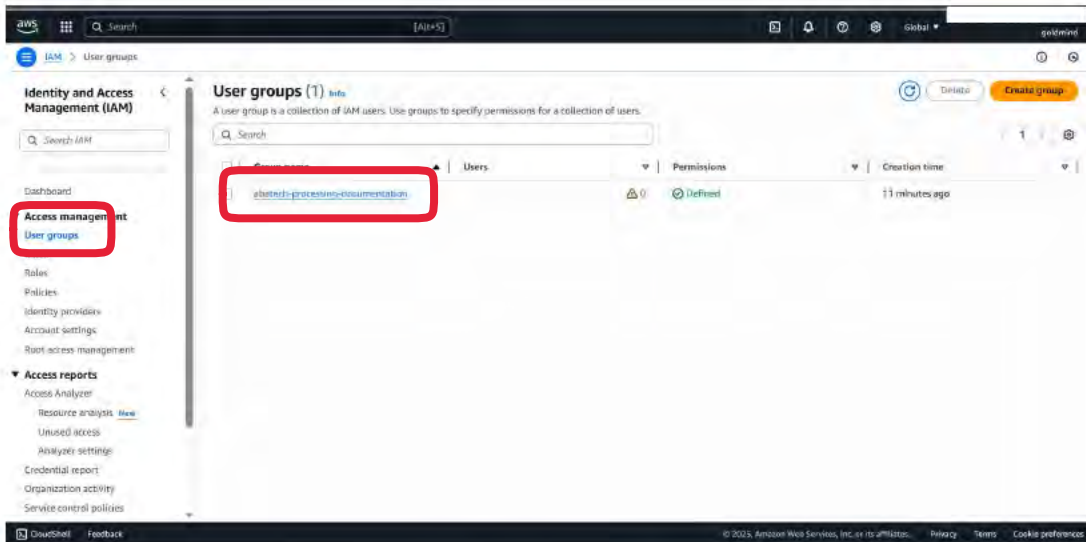 aws
Search
[Alt+S]
Global
goldmind
IAM > User groups
Identity and Access
Management (IAM)
Search IAM
Dashboard
Access management
User groups
Roles
Policies
Identity providers
Account settings
Root access management
Access reports
Access Analyzer
Resource analysis New
Unused access
Analyzer settings
Credential report
Organization activity
Service control policies
User groups (1) Info
A user group is a collection of IAM users. Use groups to specify permissions for a collection of users.
Delete
Create group
Search
1
Group name
Users
Permissions
Creation time
-processing-documentation
0
Defined
11 minutes ago
CloudShell Feedback
© 2025, Amazon Web Services, Inc. or its affiliates. Privacy Terms Cookie preferences